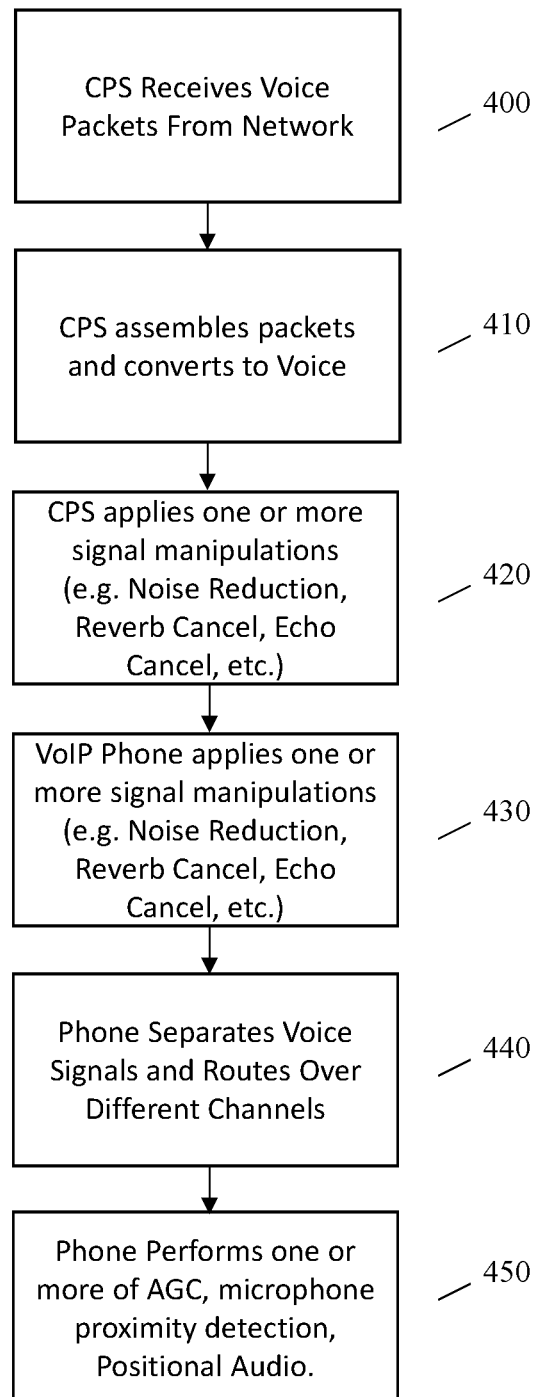 CPS Receives Voice
Packets From Network
400
CPS assembles packets
and converts to Voice
410
CPS applies one or more
signal manipulations
(e.g. Noise Reduction,
Reverb Cancel, Echo
Cancel, etc.)
420
VoIP Phone applies one or
more signal manipulations
(e.g. Noise Reduction,
Reverb Cancel, Echo
Cancel, etc.)
430
Phone Separates Voice
Signals and Routes Over
Different Channels
440
Phone Performs one or
more of AGC, microphone
proximity detection,
Positional Audio.
450